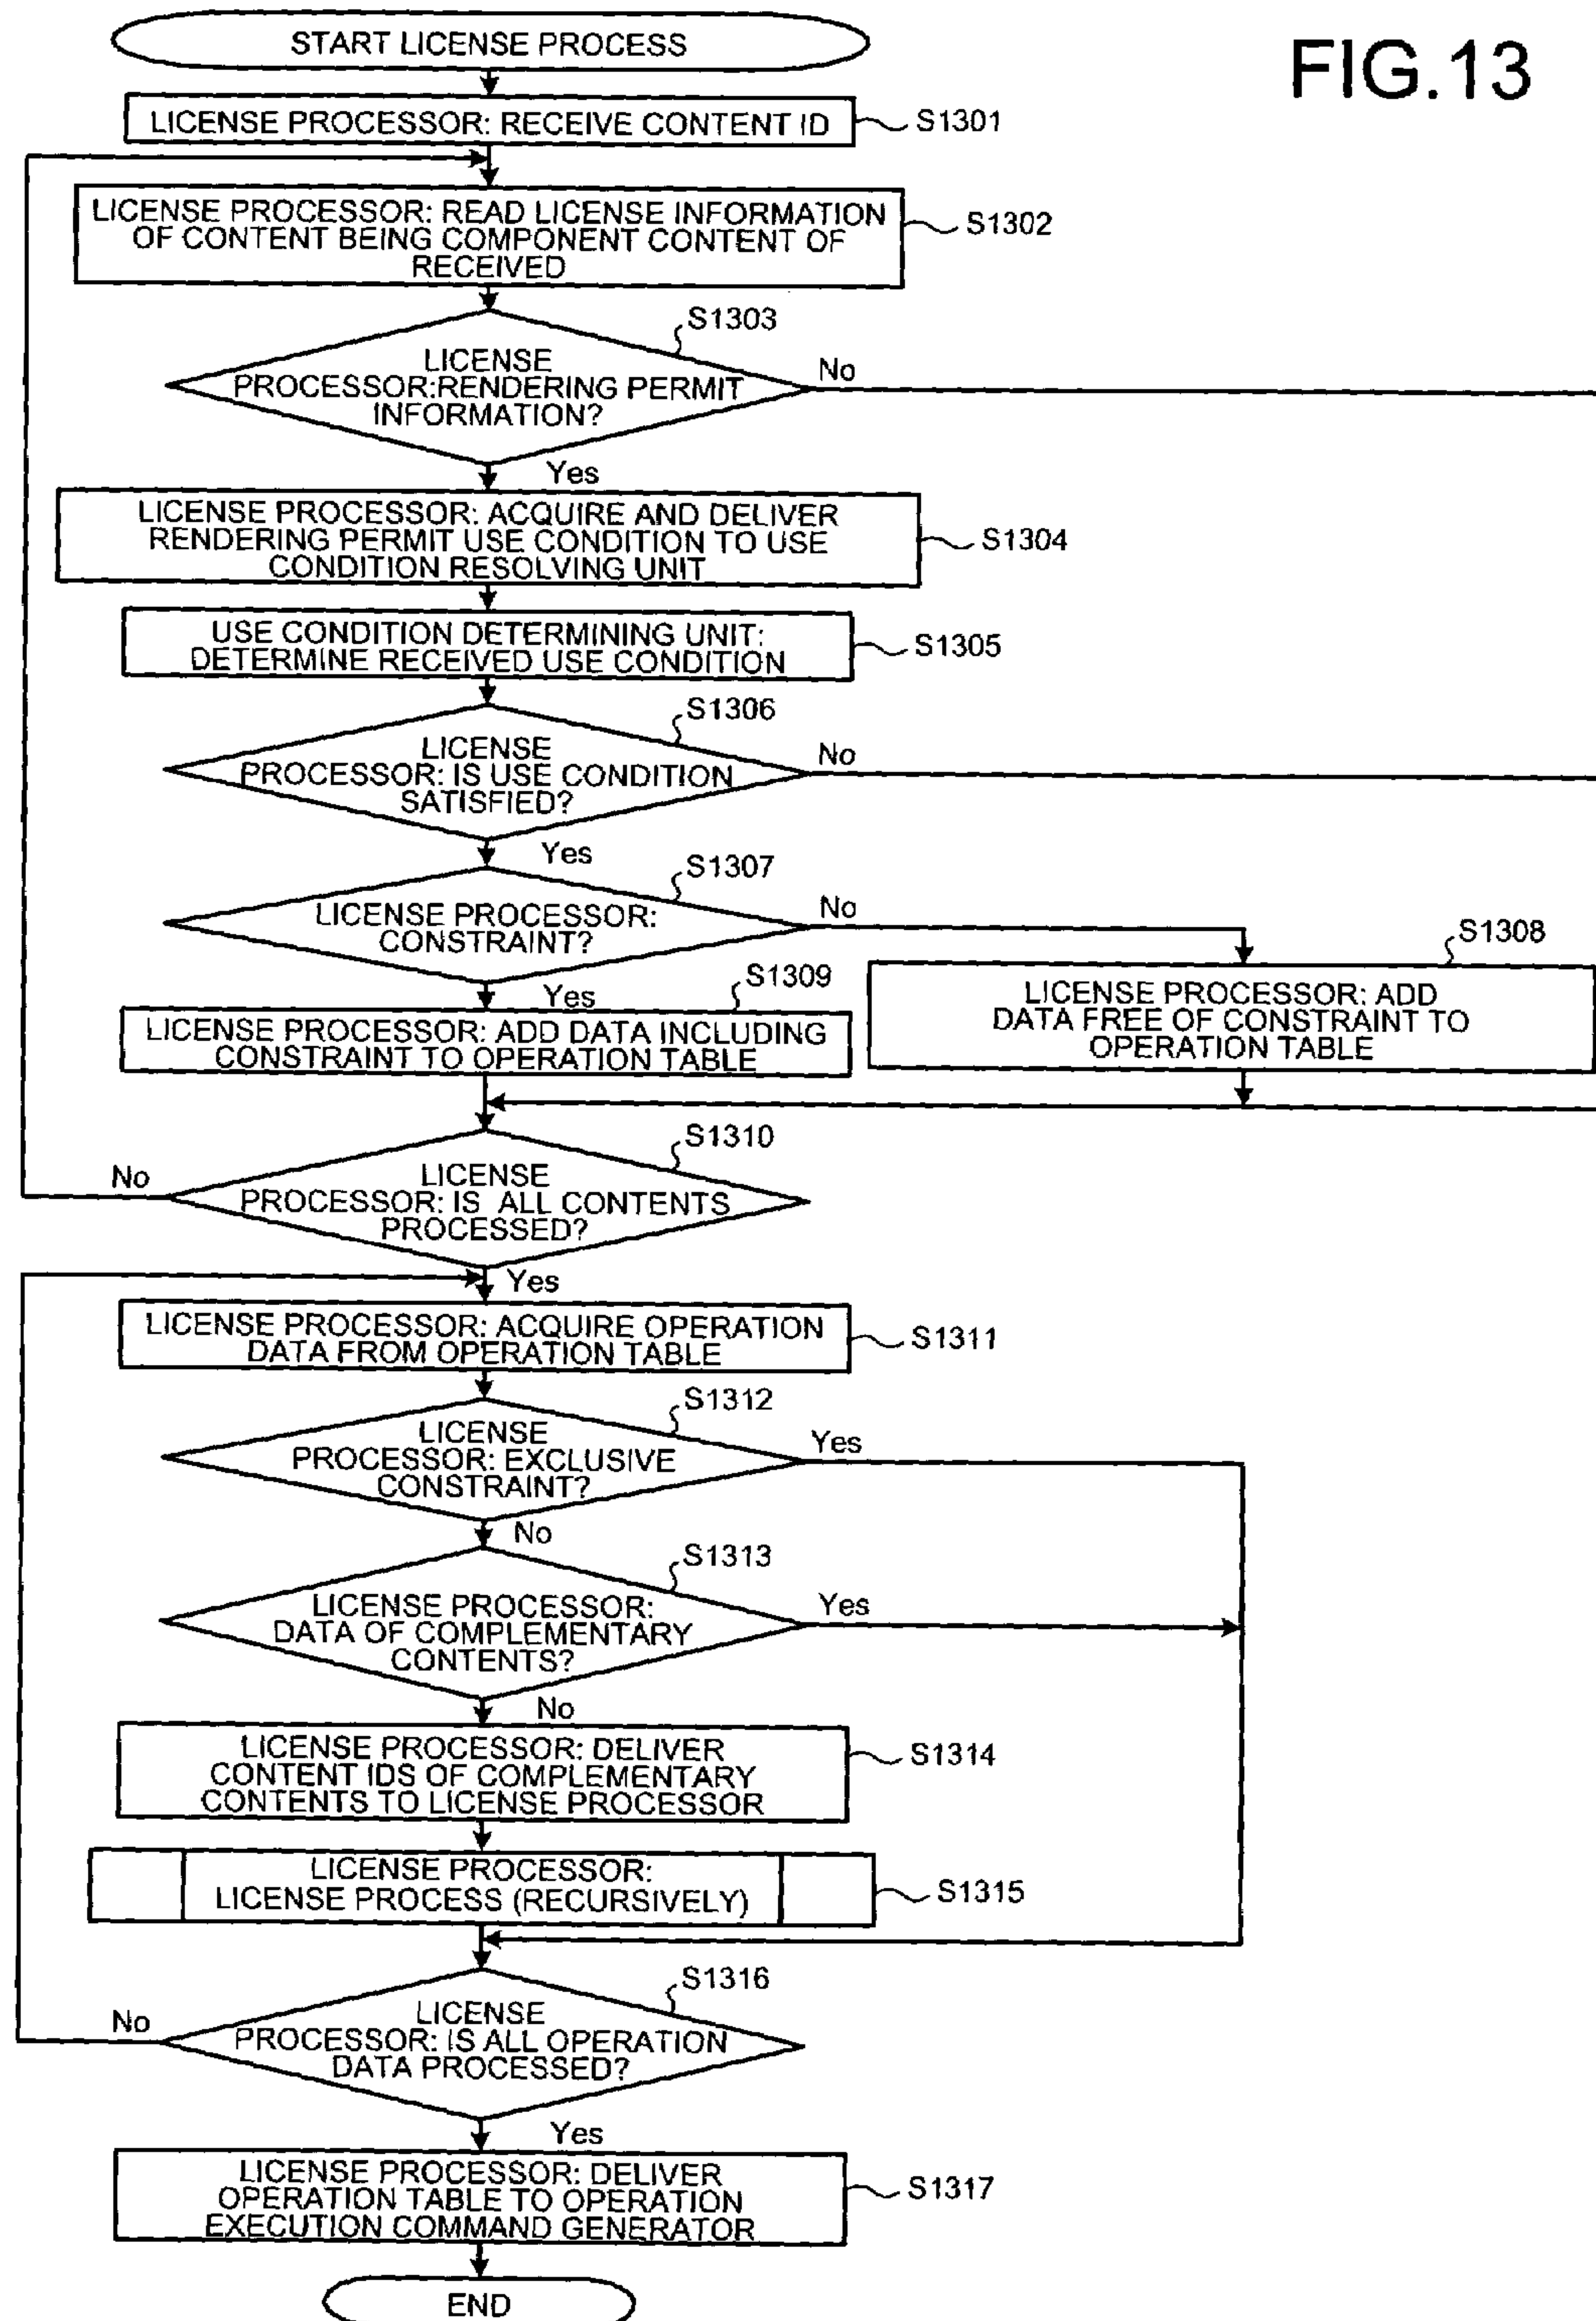 FIG.13
START LICENSE PROCESS
LICENSE PROCESSOR: RECEIVE CONTENT ID
S1301
LICENSE PROCESSOR: READ LICENSE INFORMATION
OF CONTENT BEING COMPONENT CONTENT OF
RECEIVED
S1302
S1303
LICENSE
PROCESSOR:RENDERING PERMIT
INFORMATION?
No
Yes
LICENSE PROCESSOR: ACQUIRE AND DELIVER
RENDERING PERMIT USE CONDITION TO USE
CONDITION RESOLVING UNIT
S1304
USE CONDITION DETERMINING UNIT:
DETERMINE RECEIVED USE CONDITION
S1305
S1306
LICENSE
PROCESSOR: IS USE CONDITION
SATISFIED?
No
Yes
S1307
LICENSE PROCESSOR:
CONSTRAINT?
No
Yes
S1308
LICENSE PROCESSOR: ADD
DATA FREE OF CONSTRAINT TO
OPERATION TABLE
S1309
LICENSE PROCESSOR: ADD DATA INCLUDING
CONSTRAINT TO OPERATION TABLE
S1310
LICENSE
PROCESSOR: IS ALL CONTENTS
PROCESSED?
No
Yes
LICENSE PROCESSOR: ACQUIRE OPERATION
DATA FROM OPERATION TABLE
S1311
S1312
LICENSE
PROCESSOR: EXCLUSIVE
CONSTRAINT?
Yes
No
S1313
LICENSE PROCESSOR:
DATA OF COMPLEMENTARY
CONTENTS?
Yes
No
LICENSE PROCESSOR: DELIVER
CONTENT IDS OF COMPLEMENTARY
CONTENTS TO LICENSE PROCESSOR
S1314
LICENSE PROCESSOR:
LICENSE PROCESS (RECURSIVELY)
S1315
S1316
LICENSE
PROCESSOR: IS ALL OPERATION
DATA PROCESSED?
No
Yes
LICENSE PROCESSOR: DELIVER
OPERATION TABLE TO OPERATION
EXECUTION COMMAND GENERATOR
S1317
END